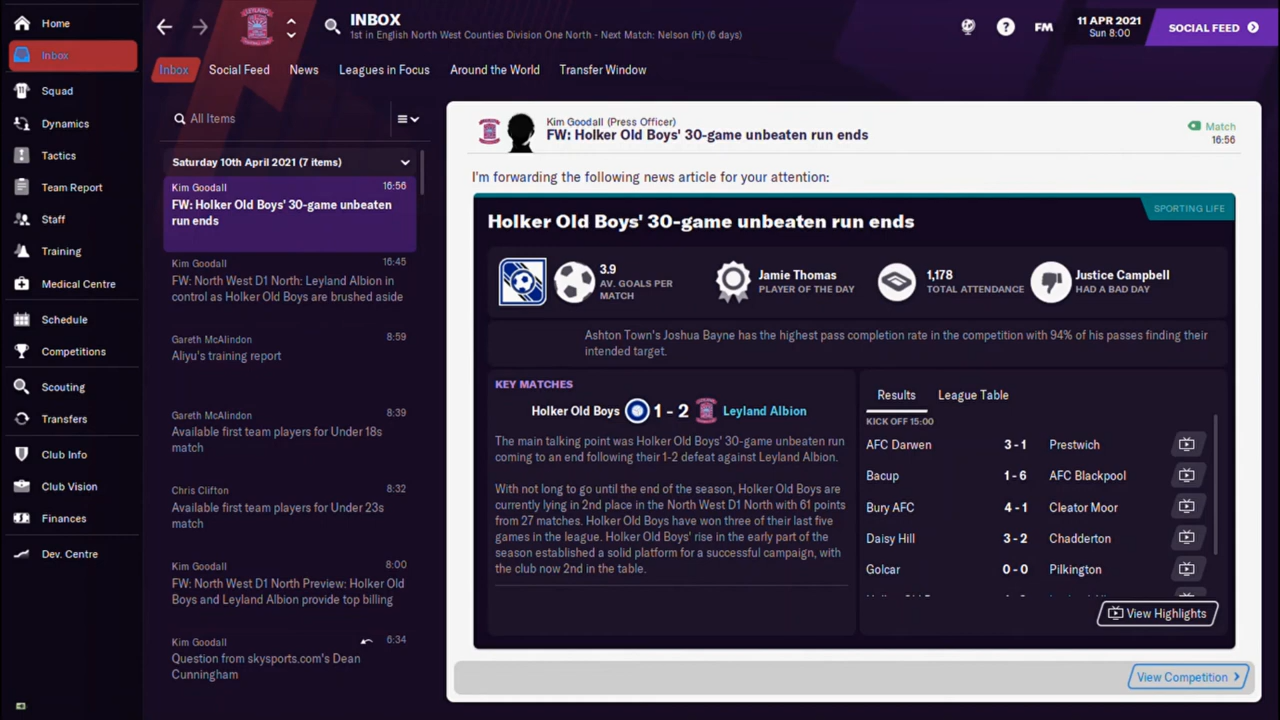 Home
Inbox
Squad
Dynamics
Tactics
Team Report
Staff
Training
Medical Centre
Schedule
Competitions
Scouting
Transfers
Club Info
Club Vision
Finances
Dev. Centre
INBOX
1st in English North West Counties Division One North - Next Match: Nelson (H) (6 days)
?
FM
11 APR 2021
Sun 8:00
SOCIAL FEED
Inbox
Social Feed
News
Leagues in Focus
Around the World
Transfer Window
All Items
Saturday 10th April 2021 (7 items)
Kim Goodall 16:56
FW: Holker Old Boys' 30-game unbeaten
run ends
Kim Goodall 16:45
FW: North West D1 North: Leyland Albion in
control as Holker Old Boys are brushed aside
Gareth McAlindon 8:59
Aliyu's training report
Gareth McAlindon 8:39
Available first team players for Under 18s
match
Chris Clifton 8:32
Available first team players for Under 23s
match
Kim Goodall 8:00
FW: North West D1 North Preview: Holker Old
Boys and Leyland Albion provide top billing
Kim Goodall 6:34
Question from skysports.com's Dean
Cunningham
Kim Goodall (Press Officer)
FW: Holker Old Boys' 30-game unbeaten run ends
Match
16:56
I'm forwarding the following news article for your attention:
SPORTING LIFE
Holker Old Boys' 30-game unbeaten run ends
3.9
AV. GOALS PER
MATCH
Jamie Thomas
PLAYER OF THE DAY
1,178
TOTAL ATTENDANCE
Justice Campbell
HAD A BAD DAY
Ashton Town's Joshua Bayne has the highest pass completion rate in the competition with 94% of his passes finding their
intended target.
KEY MATCHES
Holker Old Boys 1 - 2 Leyland Albion
The main talking point was Holker Old Boys' 30-game unbeaten run
coming to an end following their 1-2 defeat against Leyland Albion.
With not long to go until the end of the season, Holker Old Boys are
currently lying in 2nd place in the North West D1 North with 61 points
from 27 matches. Holker Old Boys have won three of their last five
games in the league. Holker Old Boys' rise in the early part of the
season established a solid platform for a successful campaign, with
the club now 2nd in the table.
Results
League Table
KICK OFF 15:00
AFC Darwen 3 - 1 Prestwich
Bacup 1 - 6 AFC Blackpool
Bury AFC 4 - 1 Cleator Moor
Daisy Hill 3 - 2 Chadderton
Golcar 0 - 0 Pilkington
View Highlights
View Competition